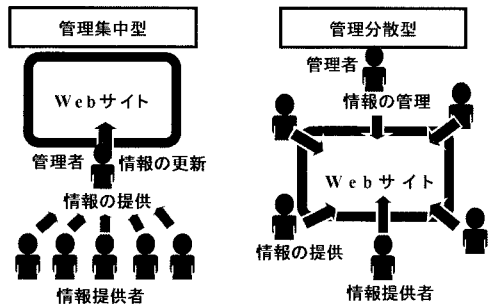 管理集中型
Webサイト
管理者
情報の更新
情報の提供
情報提供者
管理分散型
管理者
情報の管理
Webサイト
情報の提供
情報提供者